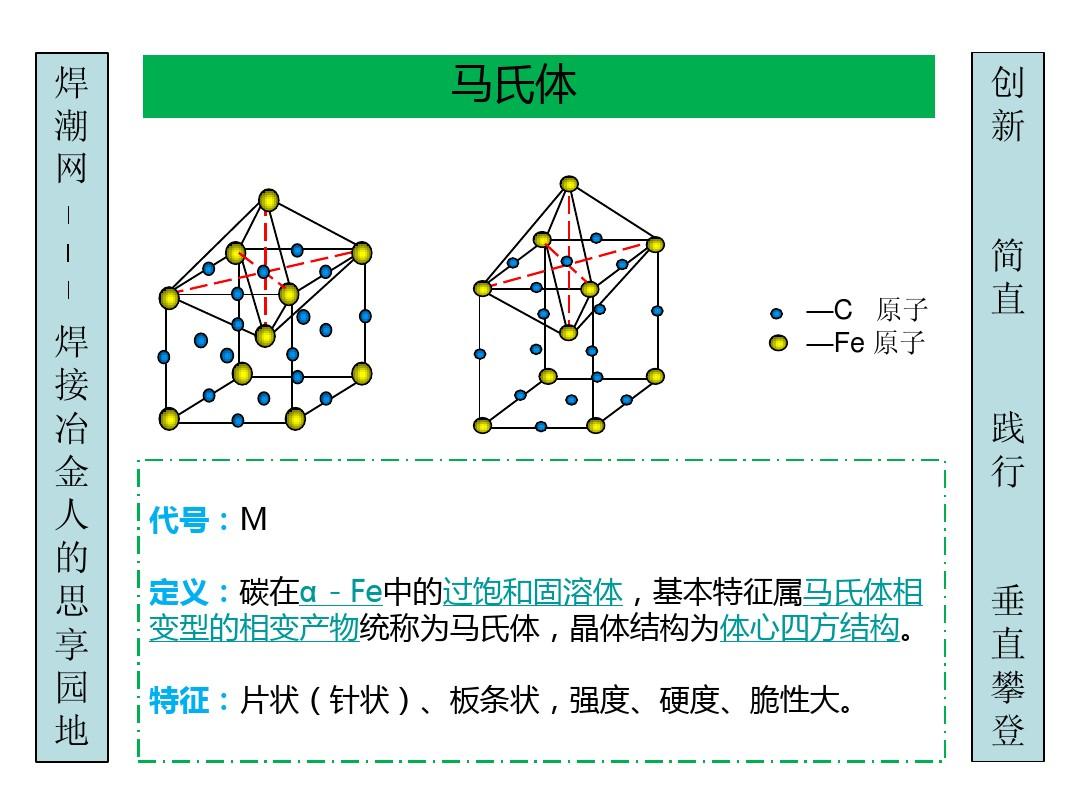 马氏体
焊潮网———焊接冶金人的思享园地
创新 简直 践行 垂直攀登
—C 原子
—Fe 原子
代号：M
定义：碳在α－Fe中的过饱和固溶体，基本特征属马氏体相
变型的相变产物统称为马氏体，晶体结构为体心四方结构。
特征：片状（针状）、板条状，强度、硬度、脆性大。